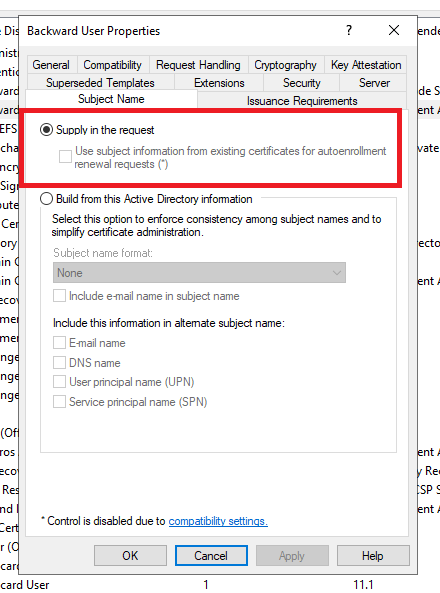 Backward User Properties
?
General Compatibility Request Handling Cryptography Key Attestation
Superseded Templates Extensions Security Server
Subject Name Issuance Requirements
Supply in the request
Use subject information from existing certificates for autoenrollment
renewal requests (*)
Build from this Active Directory information
Select this option to enforce consistency among subject names and to
simplify certificate administration.
Subject name format:
None
Include e-mail name in subject name
Include this information in alternate subject name:
E-mail name
DNS name
User principal name (UPN)
Service principal name (SPN)
* Control is disabled due to compatibility settings.
OK Cancel Apply Help
card User 1 11.1